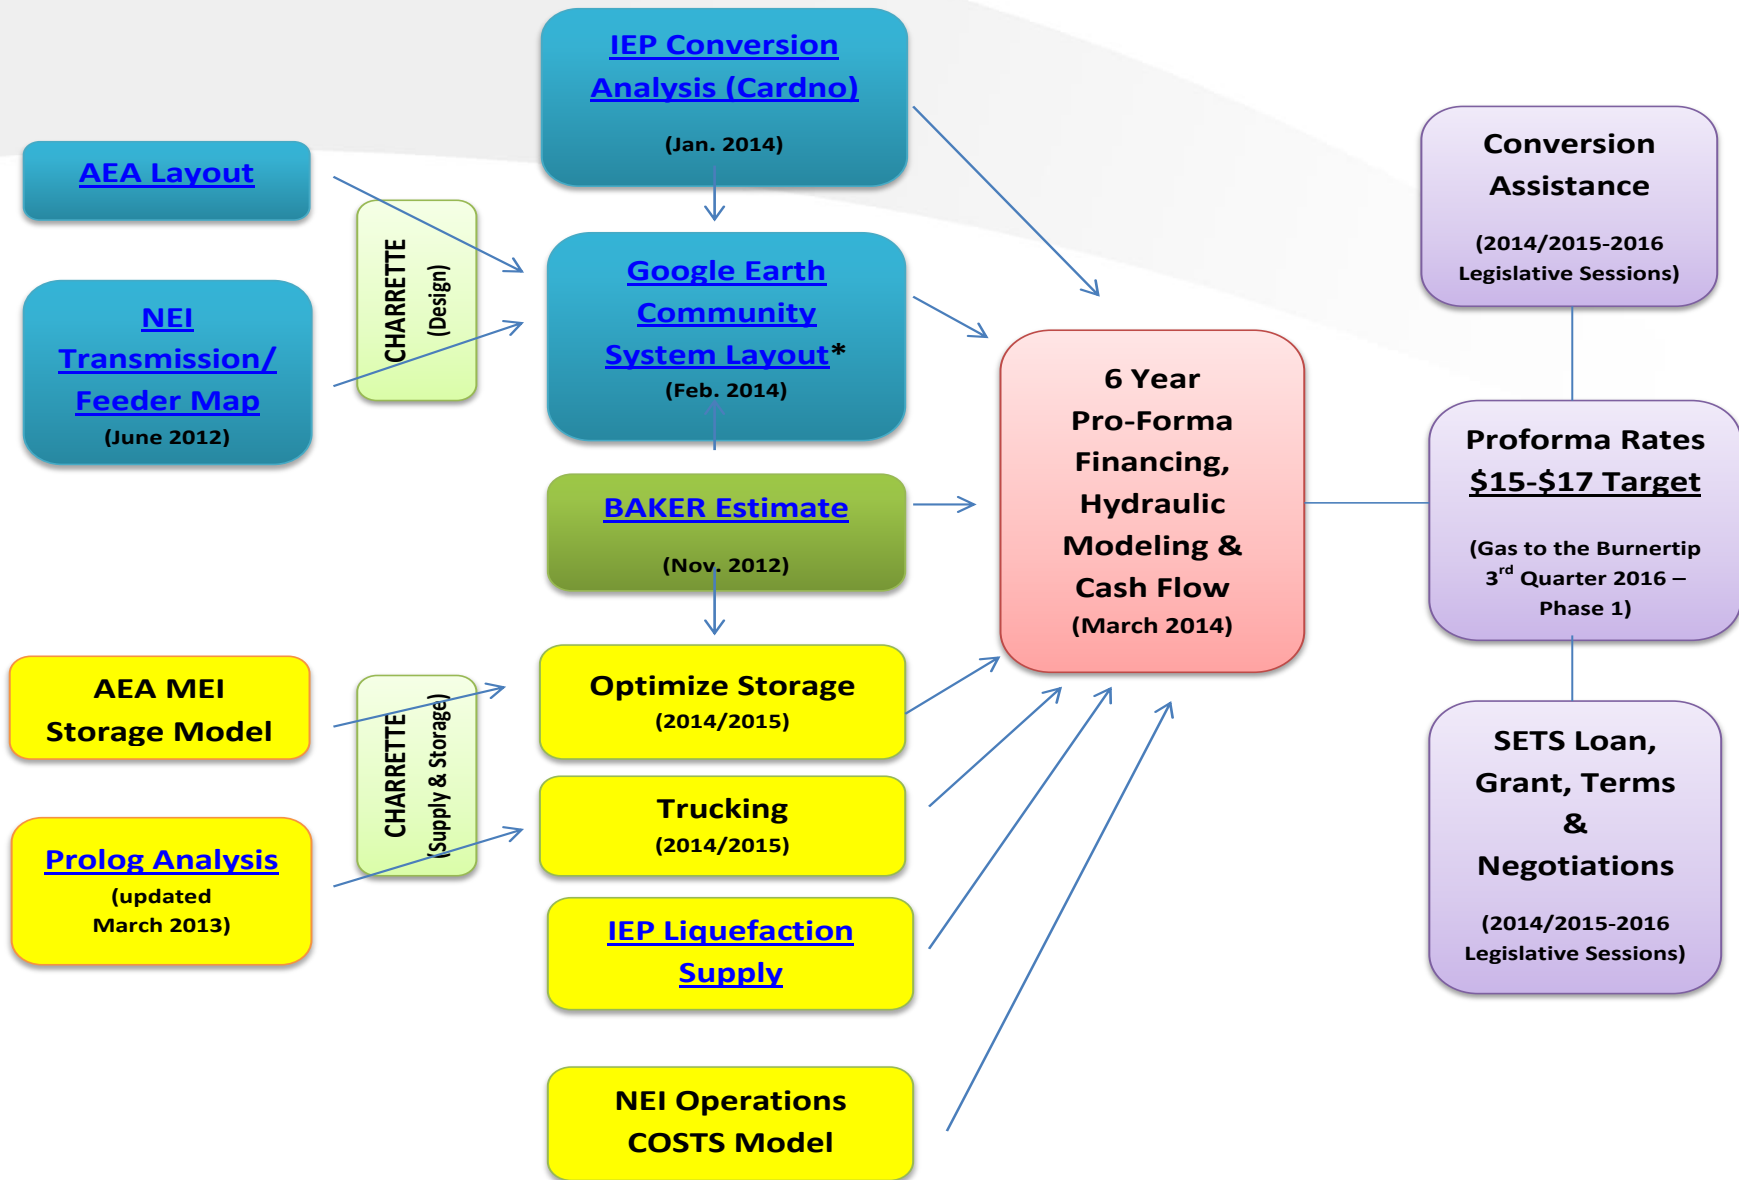 IEP Conversion
Analysis (Cardno)
(Jan. 2014)
AEA Layout
NEI
Transmission/
Feeder Map
(June 2012)
CHARRETTE
(Design)
Google Earth
Community
System Layout*
(Feb. 2014)
BAKER Estimate
(Nov. 2012)
AEA MEI
Storage Model
Prolog Analysis
(updated
March 2013)
CHARRETTE
(Supply & Storage)
Optimize Storage
(2014/2015)
Trucking
(2014/2015)
IEP Liquefaction
Supply
NEI Operations
COSTS Model
6 Year
Pro-Forma
Financing,
Hydraulic
Modeling &
Cash Flow
(March 2014)
Conversion
Assistance
(2014/2015-2016
Legislative Sessions)
Proforma Rates
$15-$17 Target
(Gas to the Burnertip
3rd Quarter 2016 –
Phase 1)
SETS Loan,
Grant, Terms
&
Negotiations
(2014/2015-2016
Legislative Sessions)